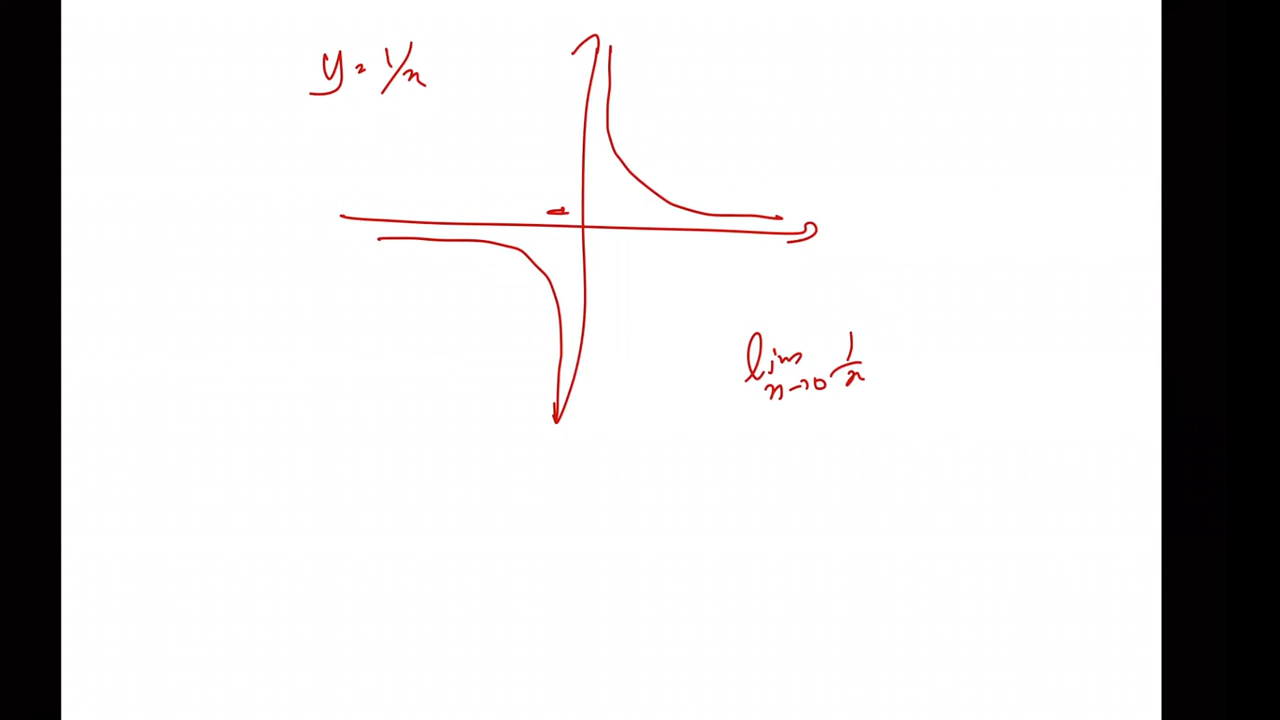 y = 1/x
lim x→0 1/x